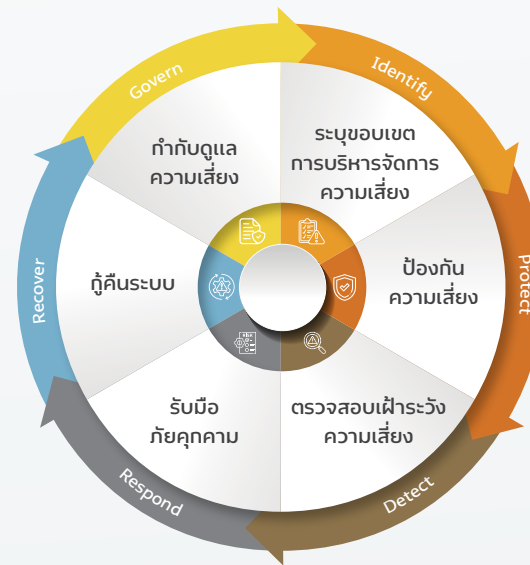 Govern
กำกับดูแล
ความเสี่ยง
Identify
ระบุขอบเขต
การบริหารจัดการ
ความเสี่ยง
Protect
ป้องกัน
ความเสี่ยง
Detect
ตรวจสอบเฝ้าระวัง
ความเสี่ยง
Respond
รับมือ
ภัยคุกคาม
Recover
กู้คืนระบบ